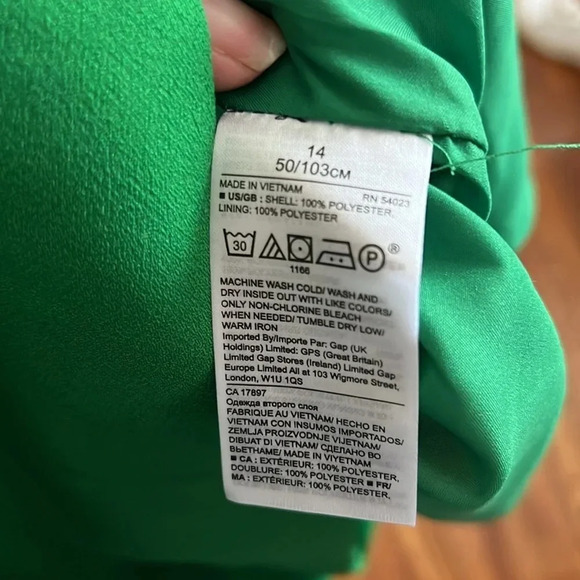 14
50/103CM
MADE IN VIETNAM RN 54023
■ US/GB : SHELL: 100% POLYESTER,
LINING: 100% POLYESTER
30 P ®
1166
MACHINE WASH COLD/ WASH AND
DRY INSIDE OUT WITH LIKE COLORS/
ONLY NON-CHLORINE BLEACH
WHEN NEEDED/ TUMBLE DRY LOW/
WARM IRON
Imported By/Importe Par: Gap (UK
Holdings) Limited: GPS (Great Britain)
Limited Gap Stores (Ireland) Limited Gap
Europe Limited All at 103 Wigmore Street,
London, W1U 1QS
CA 17897
Одежда второго слоя
FABRIQUE AU VIETNAM/ HECHO EN
VIETNAM CON INSUMOS IMPORTADOS/
ZEMLJA PROIZVODNJE VIJETNAM/
DIBUAT DI VIETNAM/ СДЕЛАНО ВО
ВЬЕТНАМЕ/ MADE IN VIYETNAM
■ CA : EXTÉRIEUR: 100% POLYESTER,
DOUBLURE: 100% POLYESTER ■ FR/
MA : EXTÉRIEUR: 100% POLYESTER,